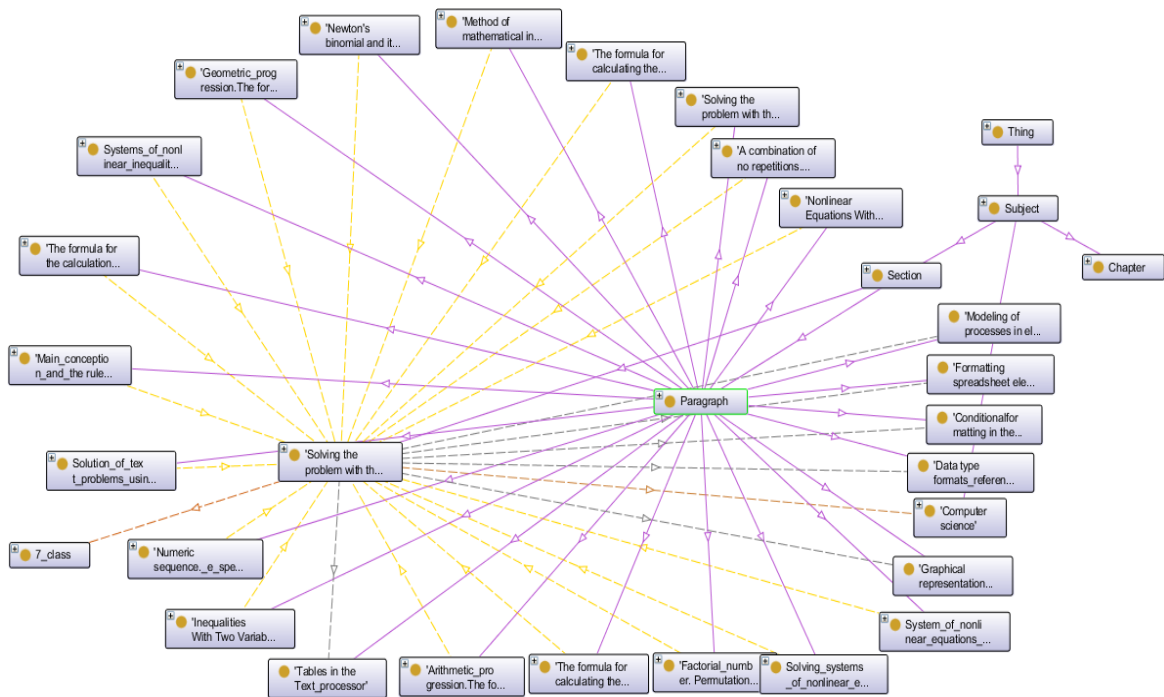 'Newton's
binomial and it...
'Method of
mathematical in...
'The formula for
calculating the...
'Geometric_prog
ression.The for...
'Solving the
problem with th...
Thing
Systems_of_nonl
inear_inequalit...
'A combination of
no repetitions....
'Nonlinear
Equations With...
Subject
'The formula for
the calculation...
Section
Chapter
'Modeling of
processes in el...
'Main_conceptio
n_and_the rule...
'Formatting
spreadsheet ele...
Paragraph
'Conditionalfor
matting in the...
Solution_of_tex
t_problems_usin...
'Solving the
problem with th...
'Data type
formats_referen...
'Computer
science'
7_class
'Numeric
sequence._e_spe...
'Graphical
representation...
'Inequalities
With Two Variab...
System_of_nonli
near_equations_...
'Tables in the
Text_processor'
'Arithmetic_pro
gression.The fo...
'The formula for
calculating the...
'Factorial_numb
er. Permutation...
Solving_systems
_of_nonlinear_e...